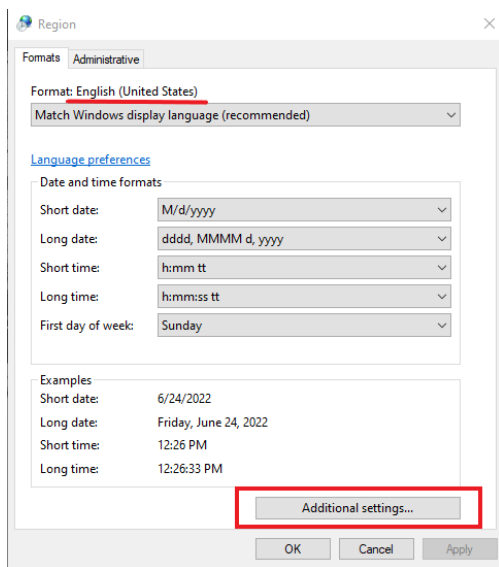 Region
Formats Administrative
Format: English (United States)
Match Windows display language (recommended)
Language preferences
Date and time formats
Short date: M/d/yyyy
Long date: dddd, MMMM d, yyyy
Short time: h:mm tt
Long time: h:mm:ss tt
First day of week: Sunday
Examples
Short date: 6/24/2022
Long date: Friday, June 24, 2022
Short time: 12:26 PM
Long time: 12:26:33 PM
Additional settings...
OK Cancel Apply